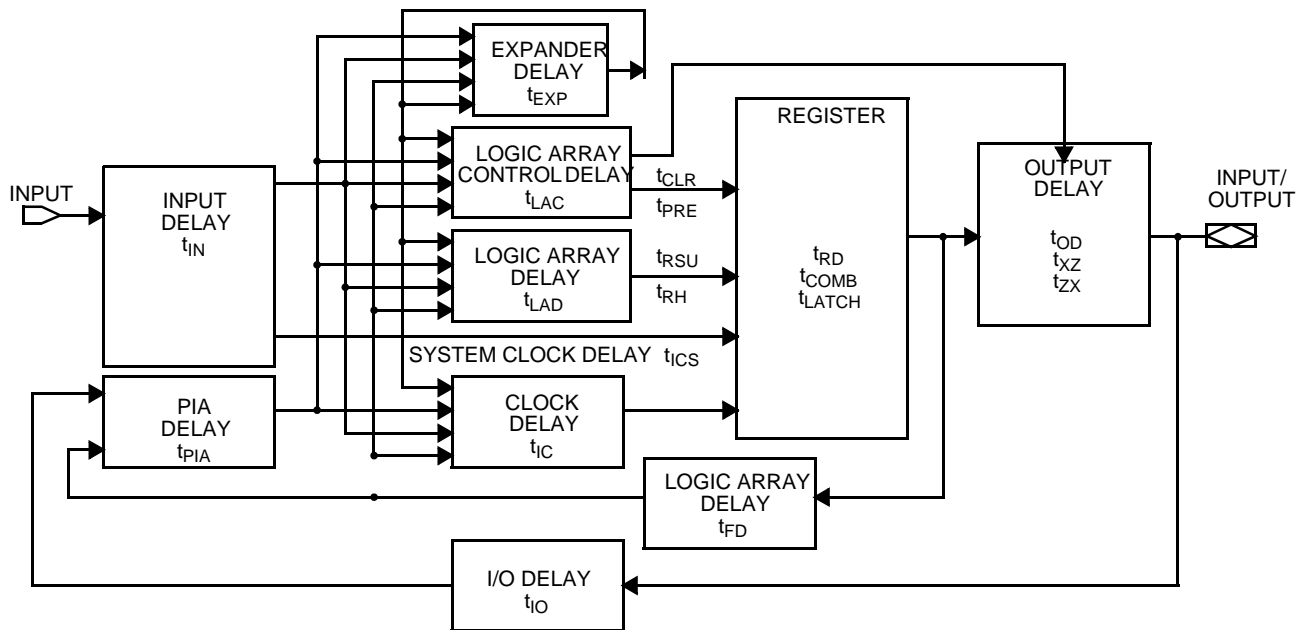 EXPANDER
DELAY
tEXP
REGISTER
LOGIC ARRAY
CONTROL DELAY
tLAC
tCLR
tPRE
INPUT
INPUT
DELAY
tIN
OUTPUT
DELAY
INPUT/
OUTPUT
tOD
tXZ
tZX
LOGIC ARRAY
DELAY
tLAD
tRSU
tRH
tRD
tCOMB
tLATCH
SYSTEM CLOCK DELAY tICS
PIA
DELAY
tPIA
CLOCK
DELAY
tIC
LOGIC ARRAY
DELAY
tFD
I/O DELAY
tIO